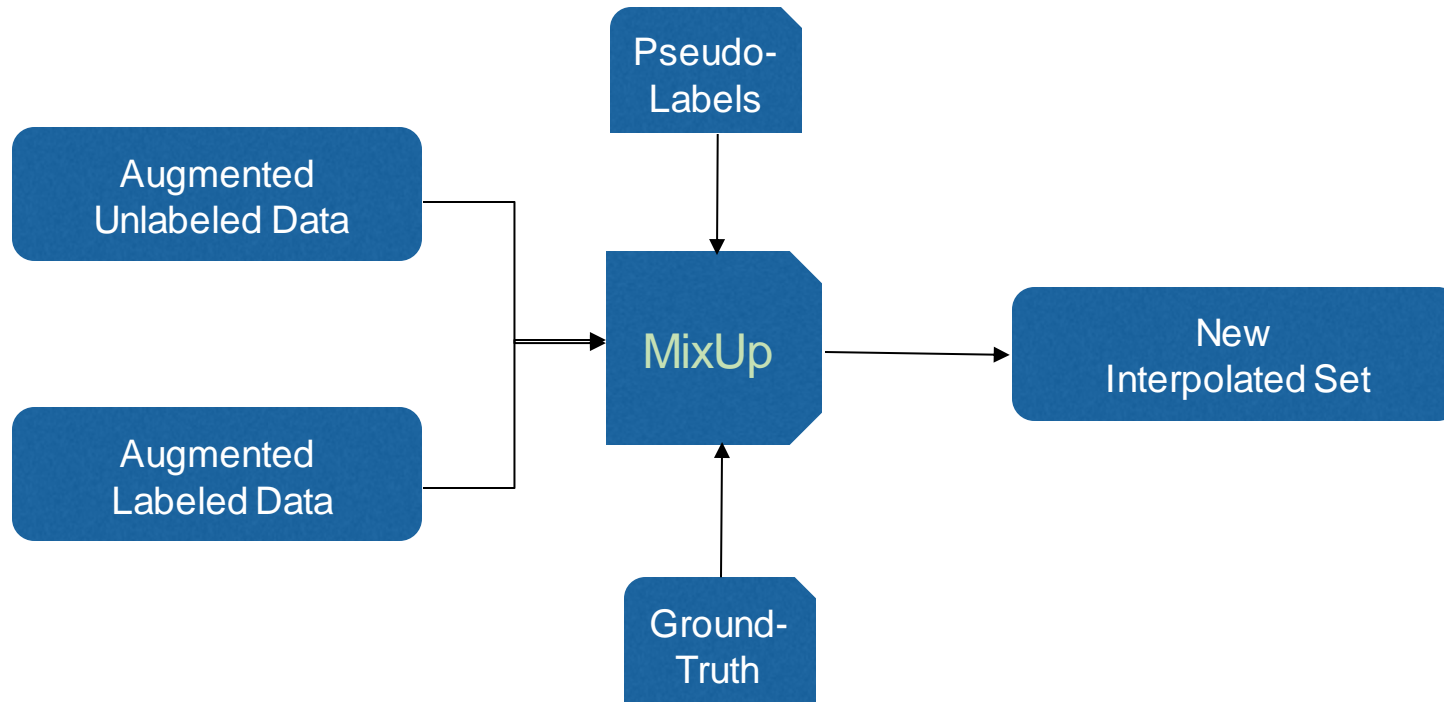 Pseudo-
Labels
Augmented
Unlabeled Data
MixUp
New
Interpolated Set
Augmented
Labeled Data
Ground-
Truth